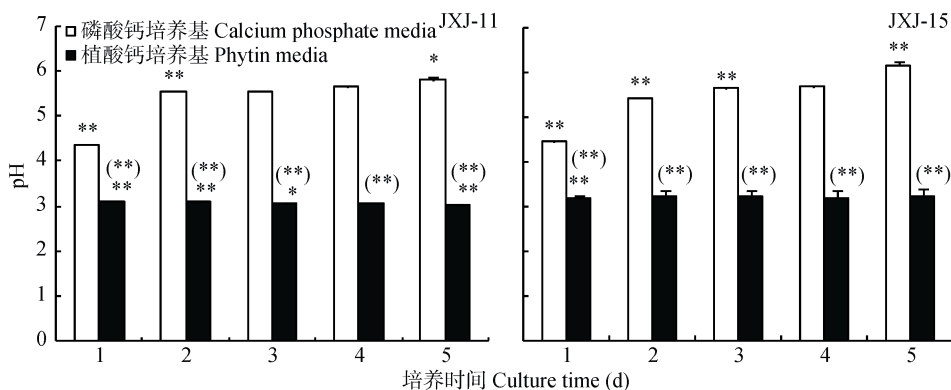 JXJ-11
JXJ-15
磷酸钙培养基 Calcium phosphate media
植酸钙培养基 Phytin media
pH
7
6
5
4
3
2
1
0
** ** ** * **
** ** ** **
(**) (**) (**) (**) (**)
** ** * **
(**) (**) (**) (**) (**)
**
1 2 3 4 5
1 2 3 4 5
培养时间 Culture time (d)